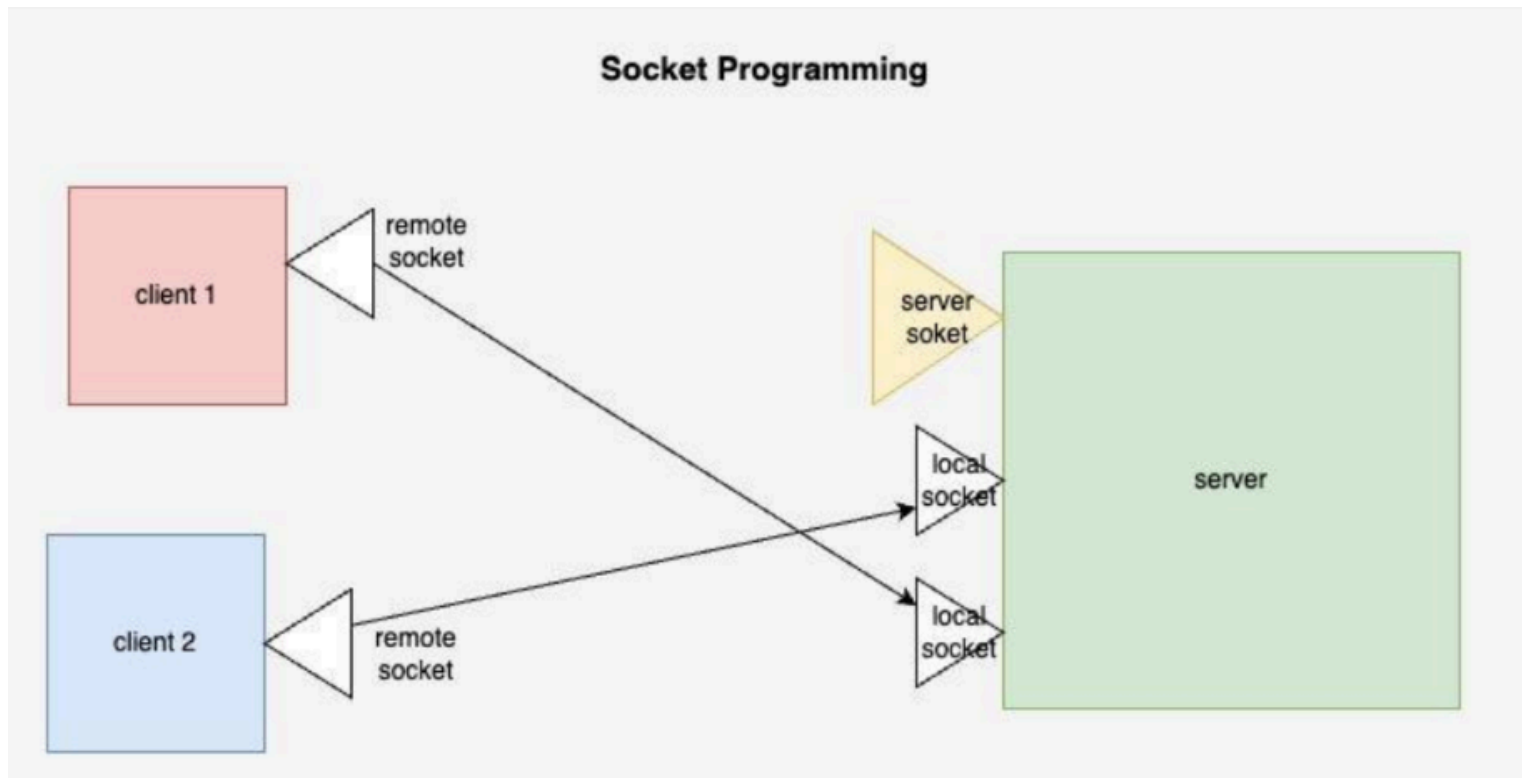 Socket Programming
remote
socket
client 1
server
soket
local
socket
server
client 2
remote
socket
local
socket